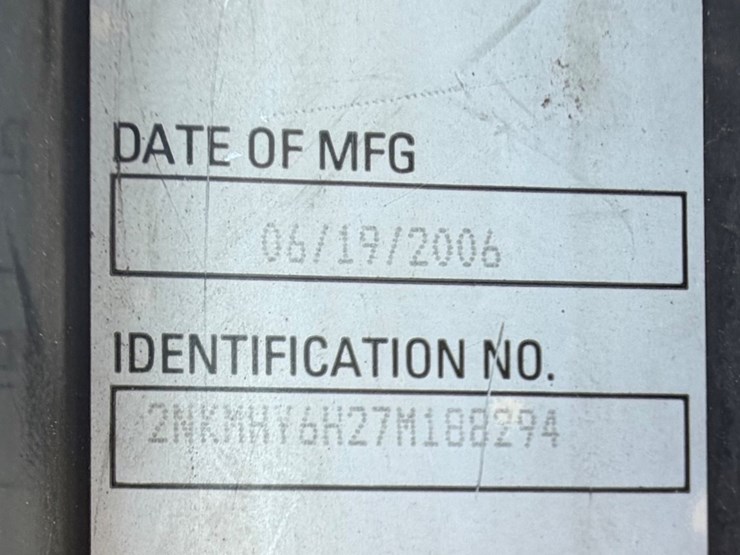 DATE OF MFG
06/19/2006
IDENTIFICATION NO.
2NKMHY6H27M188294